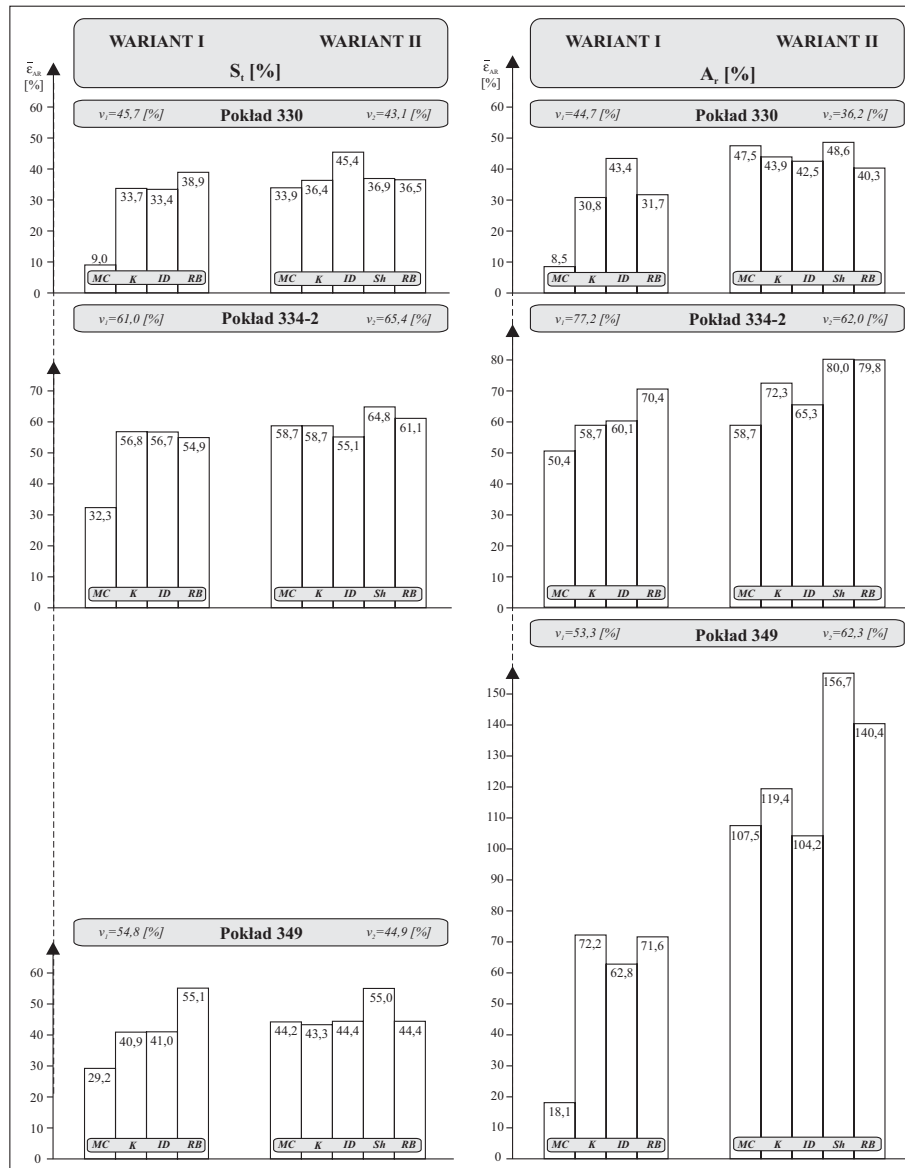 WARIANT I WARIANT II
S_t [%]
ε̄_AR
[%]
v₁=45,7 [%] Pokład 330 v₂=43,1 [%]
60
50
40
30
20
10
0
9,0 33,7 33,4 38,9 33,9 36,4 45,4 36,9 36,5
MC K ID RB MC K ID Sh RB
v₁=61,0 [%] Pokład 334-2 v₂=65,4 [%]
70
60
50
40
30
20
10
0
32,3 56,8 56,7 54,9 58,7 58,7 55,1 64,8 61,1
MC K ID RB MC K ID Sh RB
v₁=54,8 [%] Pokład 349 v₂=44,9 [%]
60
50
40
30
20
10
0
29,2 40,9 41,0 55,1 44,2 43,3 44,4 55,0 44,4
MC K ID RB MC K ID Sh RB
WARIANT I WARIANT II
A_r [%]
ε̄_AR
[%]
v₁=44,7 [%] Pokład 330 v₂=36,2 [%]
60
50
40
30
20
10
0
8,5 30,8 43,4 31,7 47,5 43,9 42,5 48,6 40,3
MC K ID RB MC K ID Sh RB
v₁=77,2 [%] Pokład 334-2 v₂=62,0 [%]
80
70
60
50
40
30
20
10
0
50,4 58,7 60,1 70,4 58,7 72,3 65,3 80,0 79,8
MC K ID RB MC K ID Sh RB
v₁=53,3 [%] Pokład 349 v₂=62,3 [%]
150
140
130
120
110
100
90
80
70
60
50
40
30
20
10
0
18,1 72,2 62,8 71,6 107,5 119,4 104,2 156,7 140,4
MC K ID RB MC K ID Sh RB